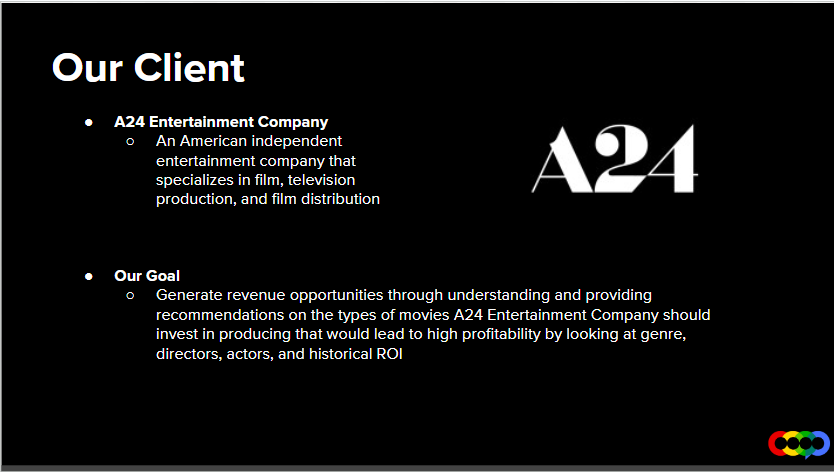 Our Client
● A24 Entertainment Company
○ An American independent
entertainment company that
specializes in film, television
production, and film distribution
A24
● Our Goal
○ Generate revenue opportunities through understanding and providing
recommendations on the types of movies A24 Entertainment Company should
invest in producing that would lead to high profitability by looking at genre,
directors, actors, and historical ROI